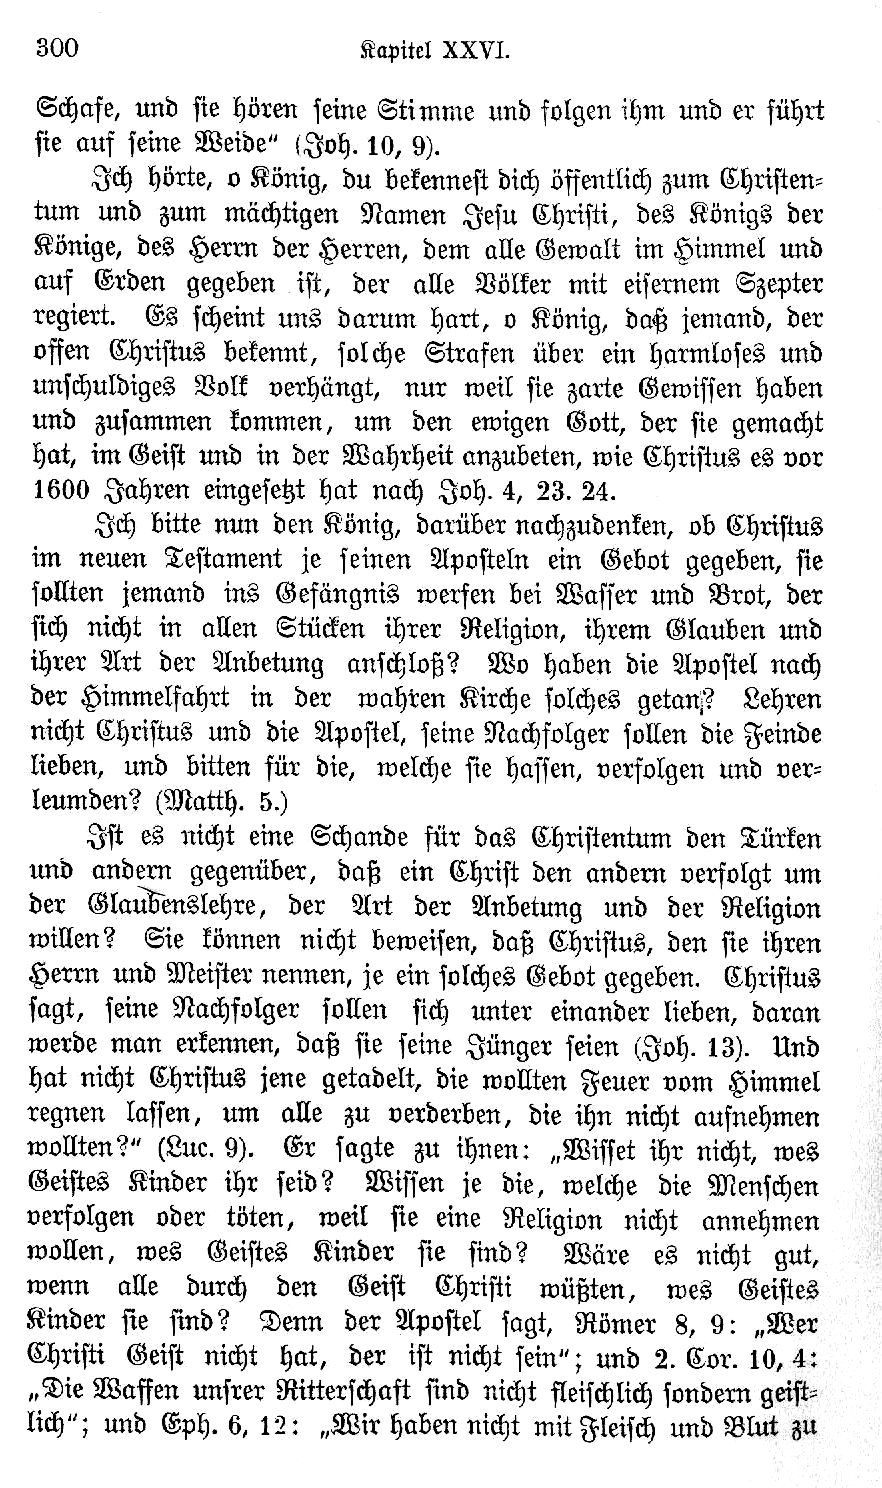 300 Kapitel XXVI.
Schafe, und sie hören seine Stimme und folgen ihm und er führt
sie auf seine Weide“ (Joh. 10, 9).
Ich hörte, o König, du bekennest dich öffentlich zum Christen-
tum und zum mächtigen Namen Jesu Christi, des Königs der
Könige, des Herrn der Herren, dem alle Gewalt im Himmel und
auf Erden gegeben ist, der alle Völker mit eisernem Szepter
regiert. Es scheint uns darum hart, o König, daß jemand, der
offen Christus bekennt, solche Strafen über ein harmloses und
unschuldiges Volk verhängt, nur weil sie zarte Gewissen haben
und zusammen kommen, um den ewigen Gott, der sie gemacht
hat, im Geist und in der Wahrheit anzubeten, wie Christus es vor
1600 Jahren eingesetzt hat nach Joh. 4, 23. 24.
Ich bitte nun den König, darüber nachzudenken, ob Christus
im neuen Testament je seinen Aposteln ein Gebot gegeben, sie
sollten jemand ins Gefängnis werfen bei Wasser und Brot, der
sich nicht in allen Stücken ihrer Religion, ihrem Glauben und
ihrer Art der Anbetung anschloß? Wo haben die Apostel nach
der Himmelfahrt in der wahren Kirche solches getan? Lehren
nicht Christus und die Apostel, seine Nachfolger sollen die Feinde
lieben, und bitten für die, welche sie hassen, verfolgen und ver-
leumden? (Matth. 5.)
Ist es nicht eine Schande für das Christentum den Türken
und andern gegenüber, daß ein Christ den andern verfolgt um
der Glaubenslehre, der Art der Anbetung und der Religion
willen? Sie können nicht beweisen, daß Christus, den sie ihren
Herrn und Meister nennen, je ein solches Gebot gegeben. Christus
sagt, seine Nachfolger sollen sich unter einander lieben, daran
werde man erkennen, daß sie seine Jünger seien (Joh. 13). Und
hat nicht Christus jene getadelt, die wollten Feuer vom Himmel
regnen lassen, um alle zu verderben, die ihn nicht aufnehmen
wollten?“ (Luc. 9). Er sagte zu ihnen: „Wisset ihr nicht, wes
Geistes Kinder ihr seid? Wissen je die, welche die Menschen
verfolgen oder töten, weil sie eine Religion nicht annehmen
wollen, wes Geistes Kinder sie sind? Wäre es nicht gut,
wenn alle durch den Geist Christi wüßten, wes Geistes
Kinder sie sind? Denn der Apostel sagt, Römer 8, 9: „Wer
Christi Geist nicht hat, der ist nicht sein“; und 2. Cor. 10, 4:
„Die Waffen unsrer Ritterschaft sind nicht fleischlich sondern geist-
lich“; und Eph. 6, 12: „Wir haben nicht mit Fleisch und Blut zu